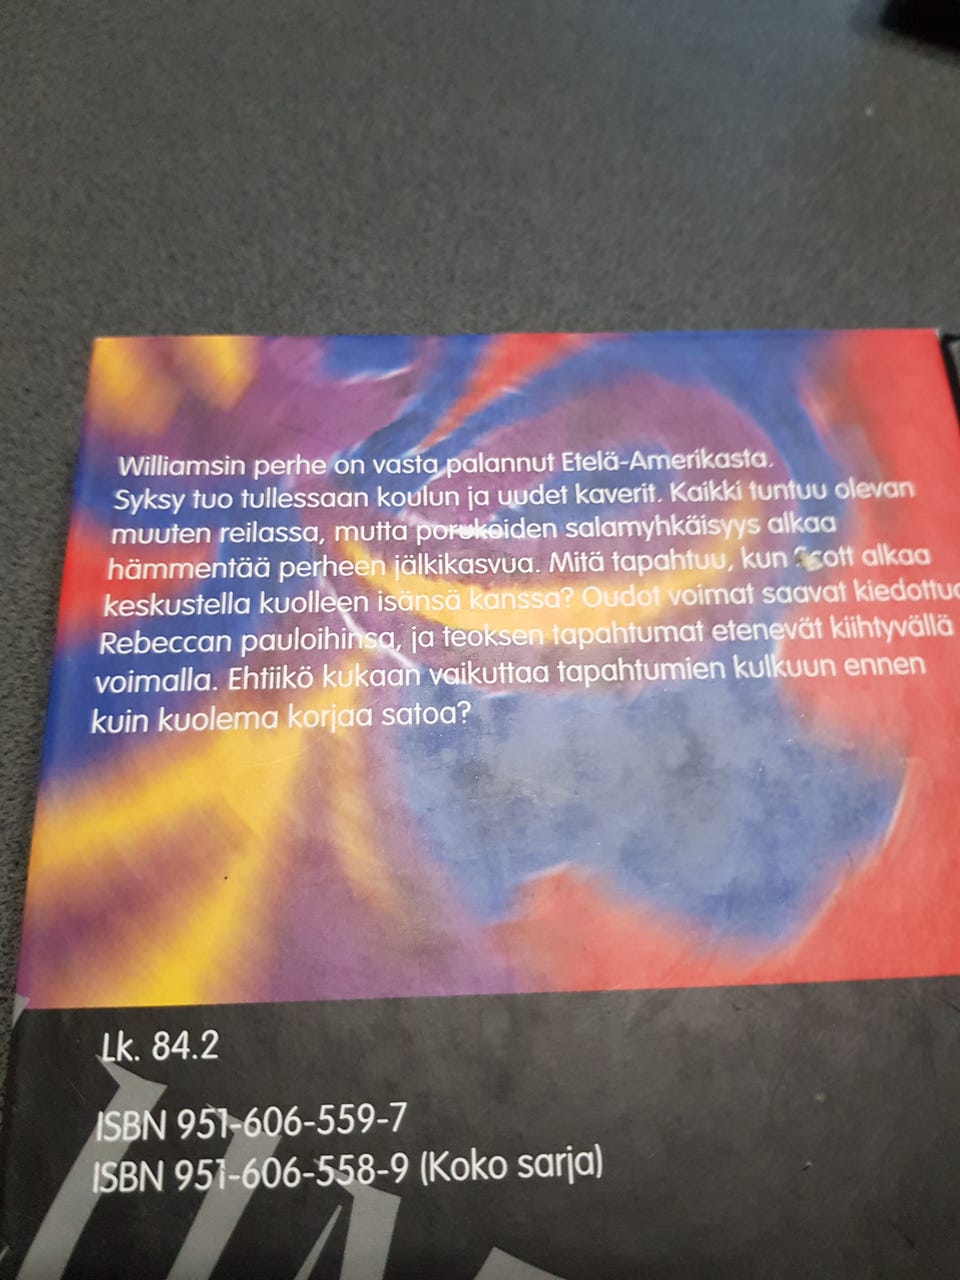 Williamsin perhe on vasta palannut Etelä-Amerikasta.
Syksy tuo tullessaan koulun ja uudet kaverit. Kaikki tuntuu olevan
muuten reilassa, mutta porukoiden salamyhkäisyys alkaa
hämmentää perheen jälkikasvua. Mitä tapahtuu, kun Scott alkaa
keskustella kuolleen isänsä kanssa? Oudot voimat saavat kiedottua
Rebeccan pauloihinsa, ja teoksen tapahtumat etenevät kiihtyvällä
voimalla. Ehtiikö kukaan vaikuttaa tapahtumien kulkuun ennen
kuin kuolema korjaa satoa?
Lk. 84.2
ISBN 951-606-559-7
ISBN 951-606-558-9 (Koko sarja)